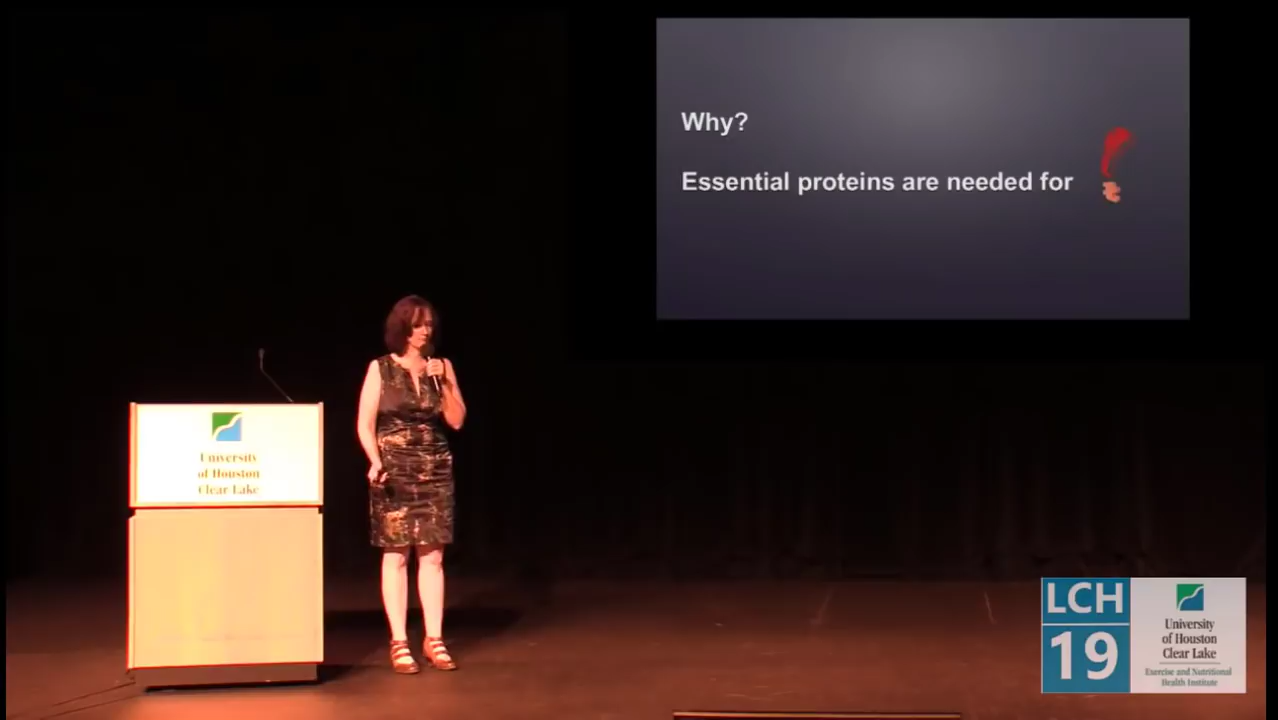 Why?
Essential proteins are needed for
University
of Houston
Clear Lake
LCH
19
University
of Houston
Clear Lake
Exercise and Nutritional
Health Institute